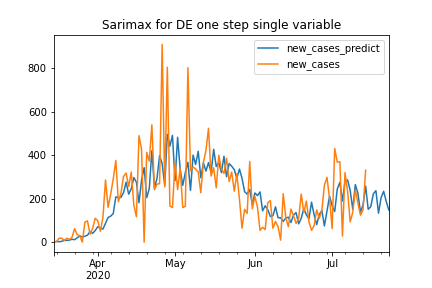 Sarimax for DE one step single variable
new_cases_predict
new_cases
800
600
400
200
0
Apr
2020
May
Jun
Jul